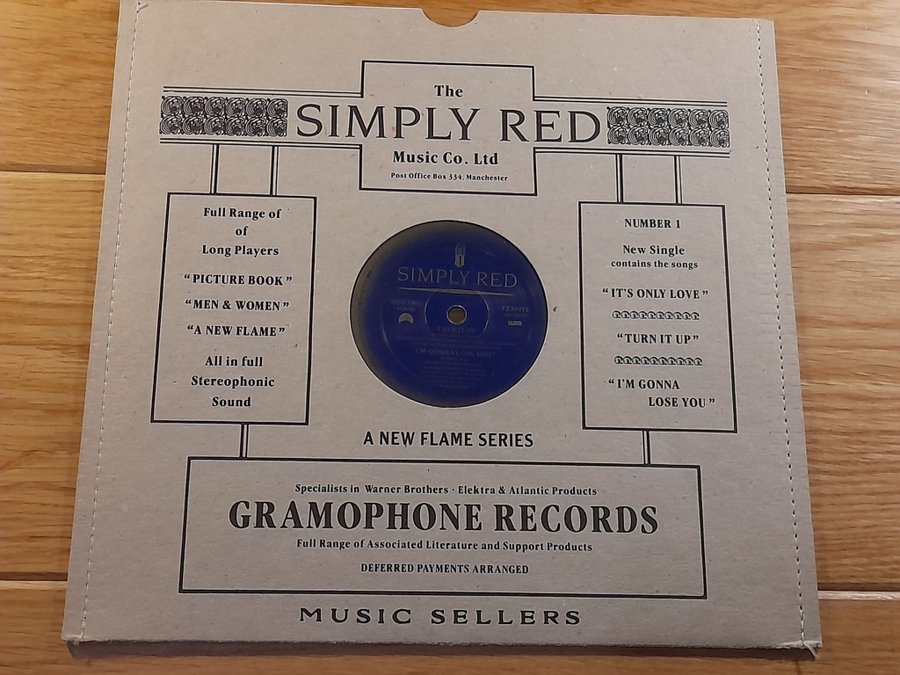 The
SIMPLY RED
Music Co. Ltd
Post Office Box 334, Manchester
Full Range of
of
Long Players
“PICTURE BOOK”
“MEN & WOMEN”
“A NEW FLAME”
All in full
Stereophonic
Sound
SIMPLY RED
I'M GONNA LOSE YOU
NUMBER 1
New Single
contains the songs
“IT'S ONLY LOVE”
“TURN IT UP”
“I'M GONNA
LOSE YOU”
A NEW FLAME SERIES
Specialists in Warner Brothers · Elektra & Atlantic Products
GRAMOPHONE RECORDS
Full Range of Associated Literature and Support Products
DEFERRED PAYMENTS ARRANGED
MUSIC SELLERS